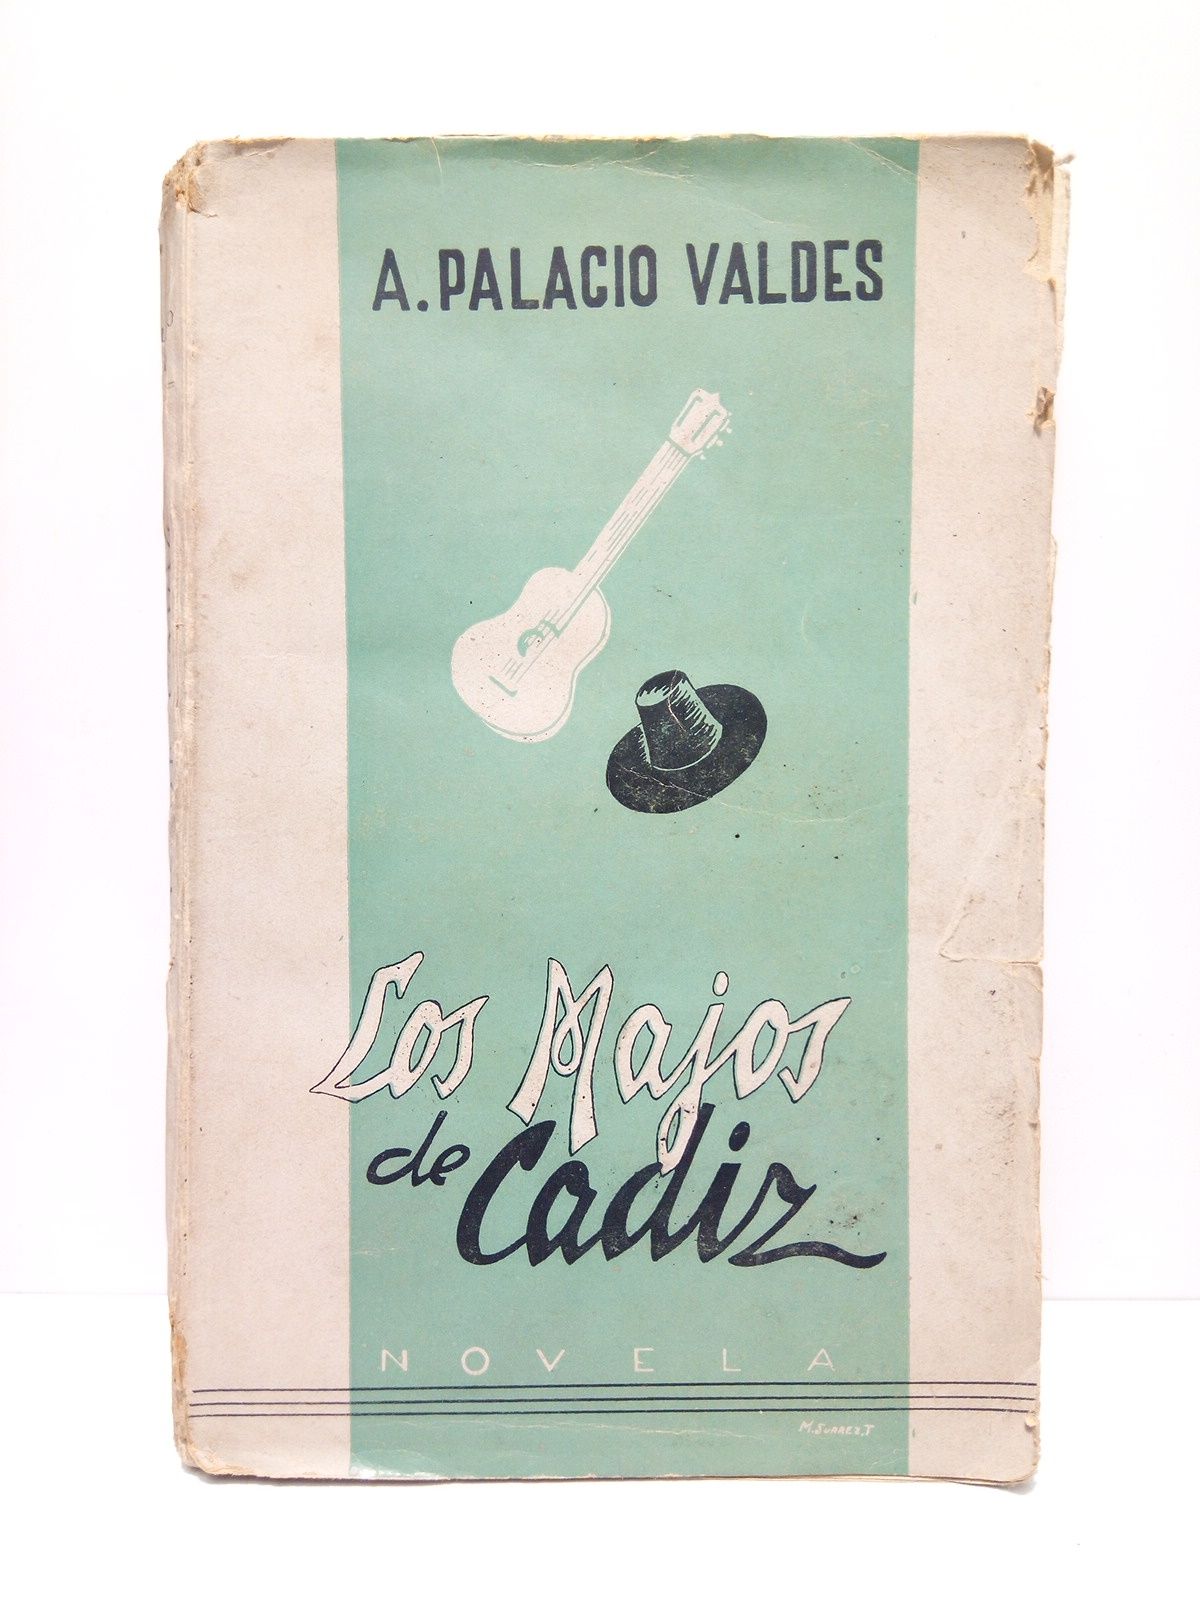 A. PALACIO VALDES
Los Majos
de Cadiz
NOVELA
M. SUAREZ. T